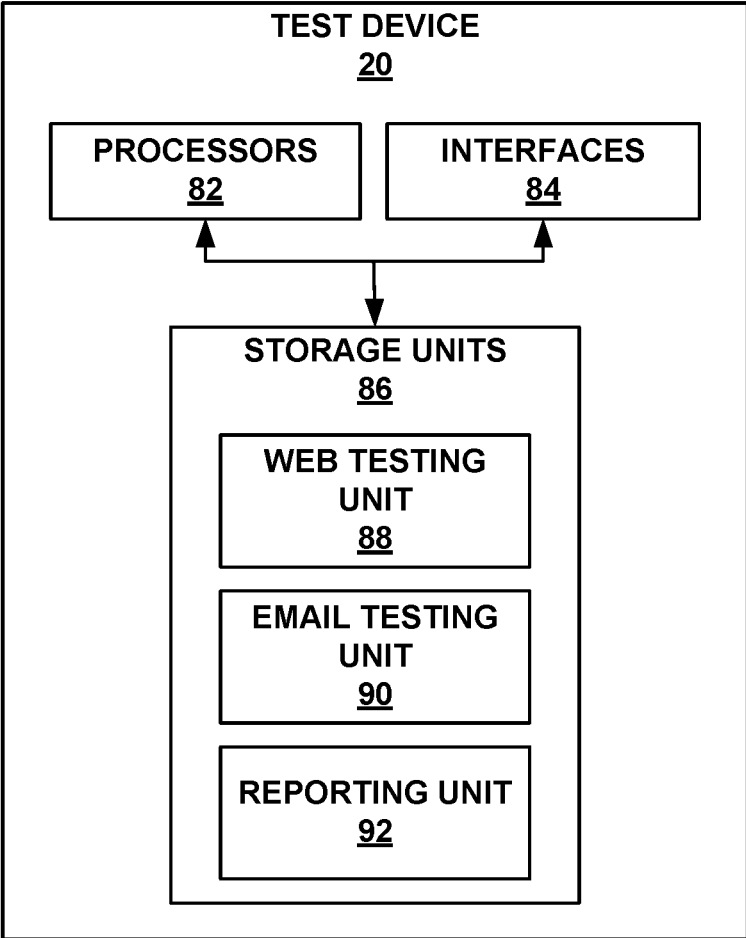 TEST DEVICE
20
PROCESSORS
82
INTERFACES
84
STORAGE UNITS
86
WEB TESTING
UNIT
88
EMAIL TESTING
UNIT
90
REPORTING UNIT
92